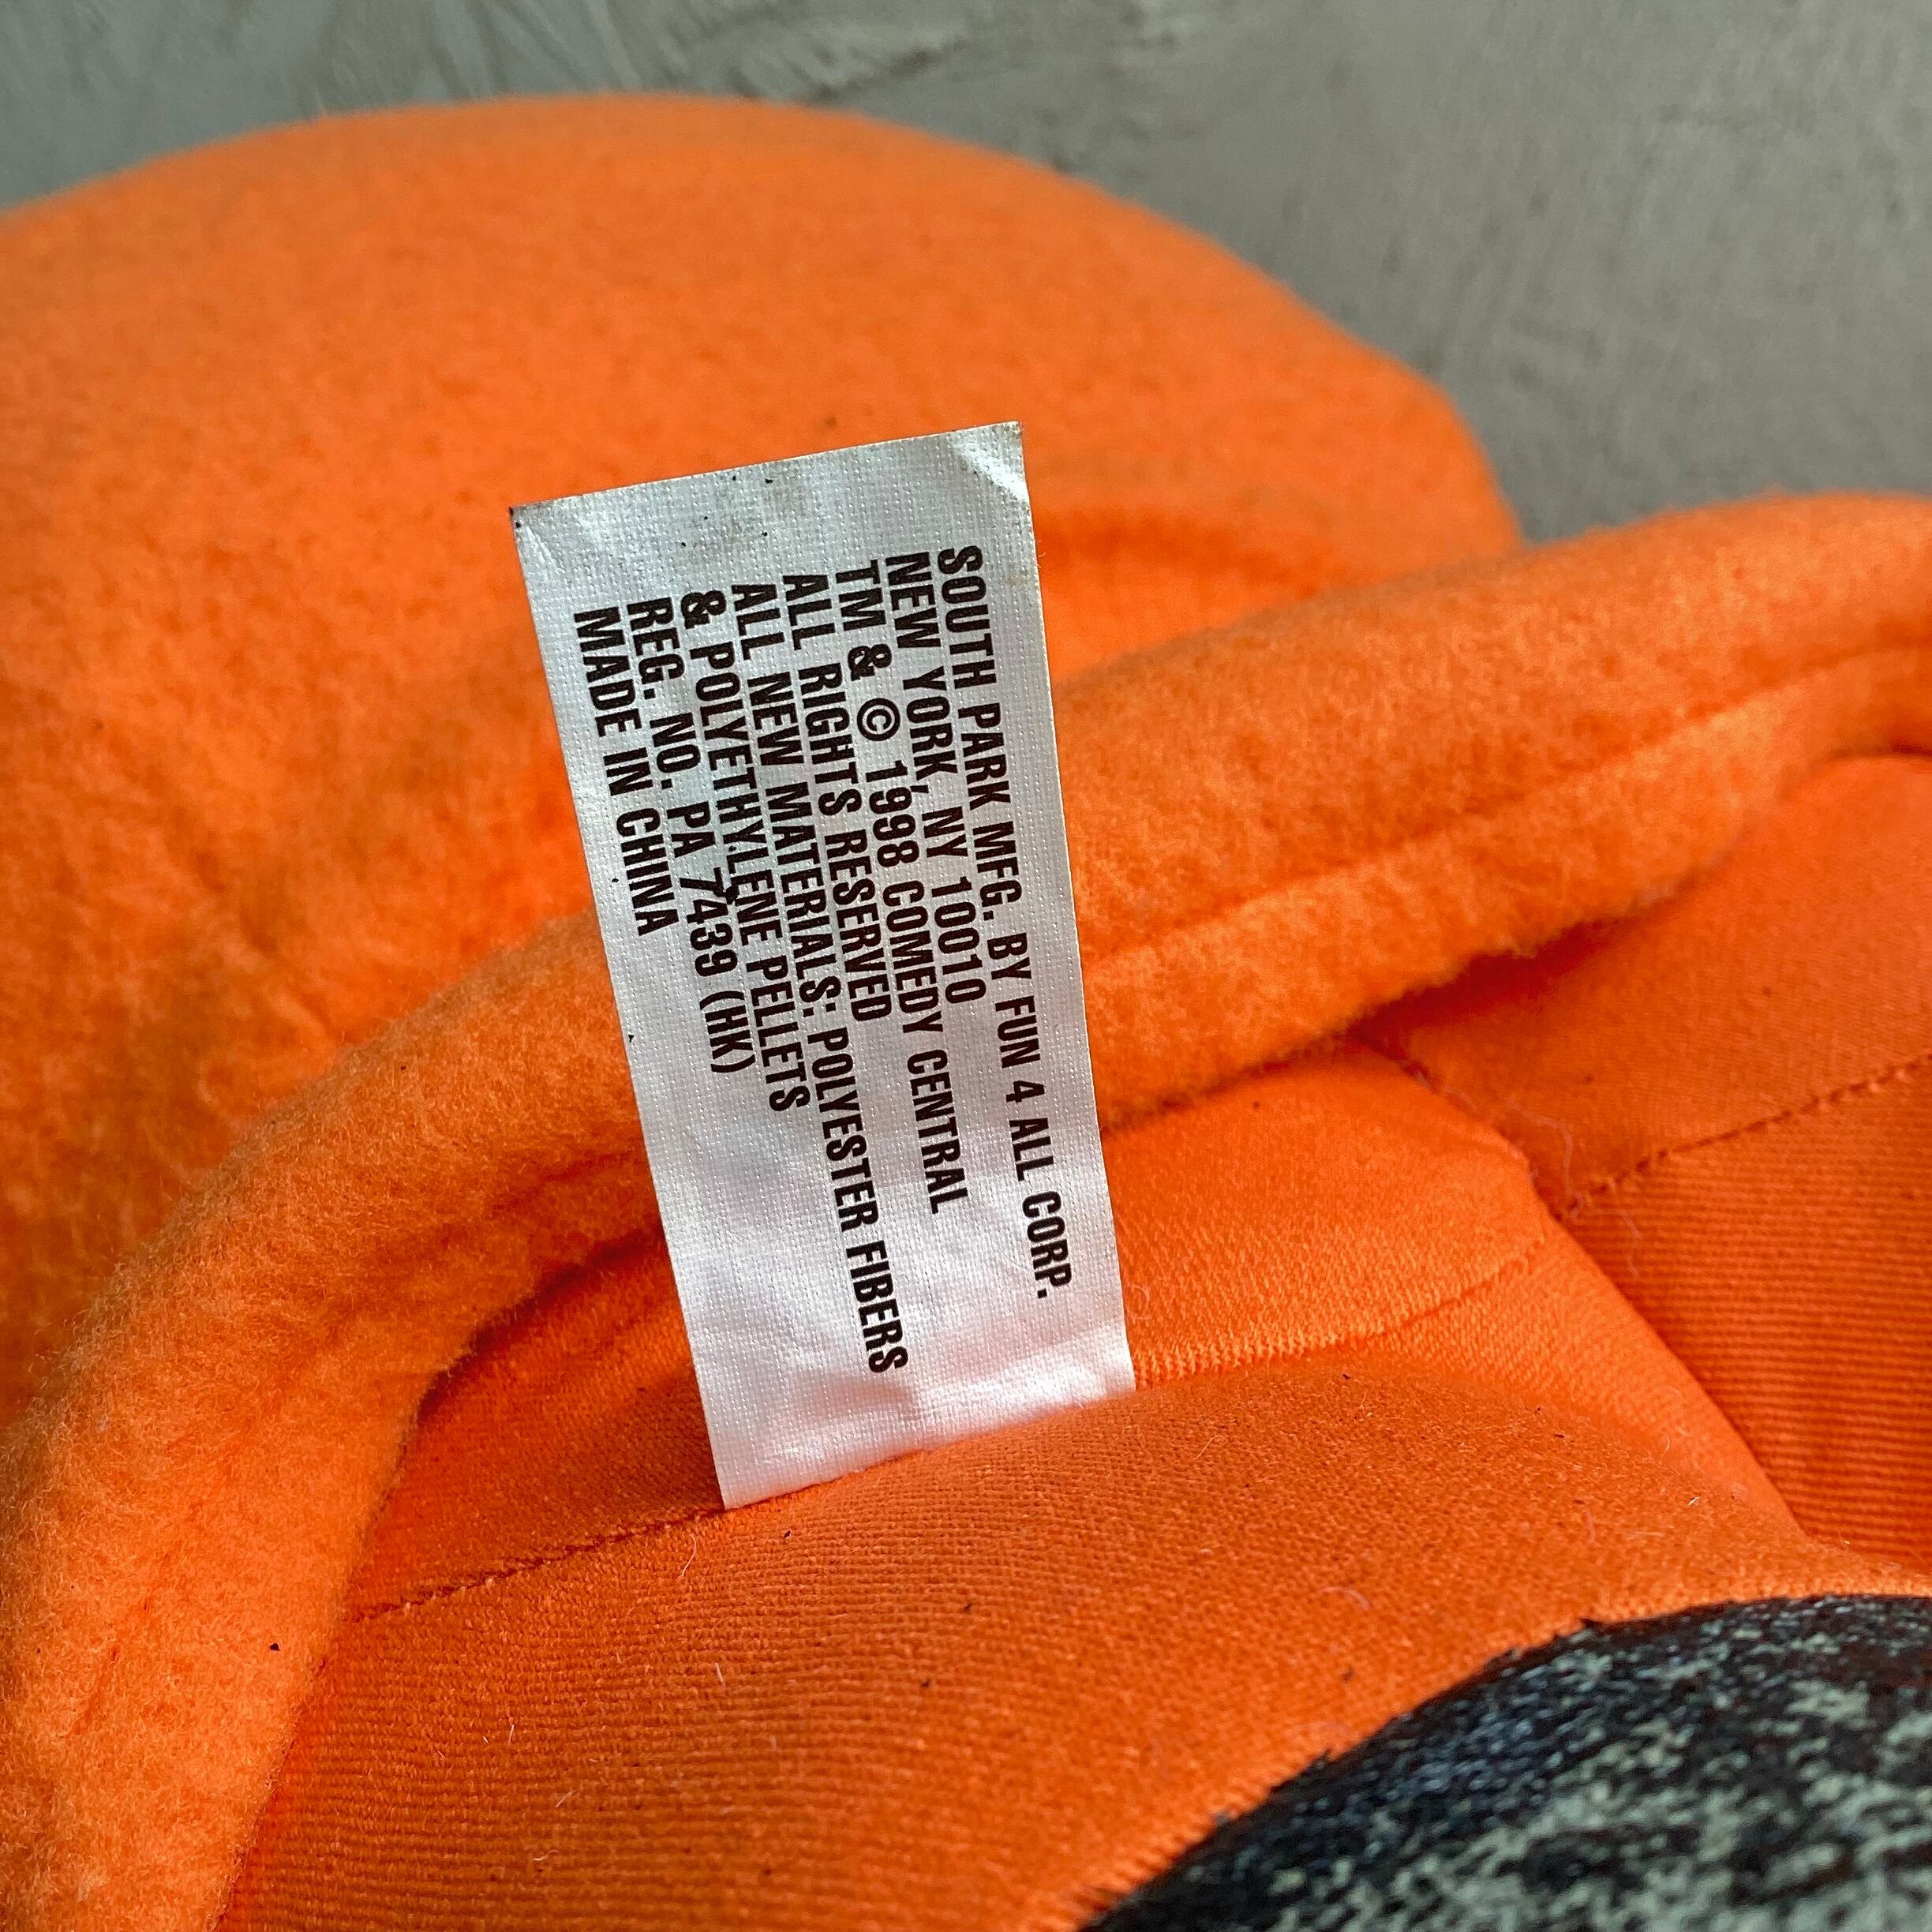 SOUTH PARK MFG. BY FUN 4 ALL CORP.
NEW YORK, NY 10010
TM & © 1998 COMEDY CENTRAL
ALL RIGHTS RESERVED
ALL NEW MATERIALS: POLYESTER FIBERS
& POLYETHYLENE PELLETS
REG. NO. PA 7439 (HK)
MADE IN CHINA